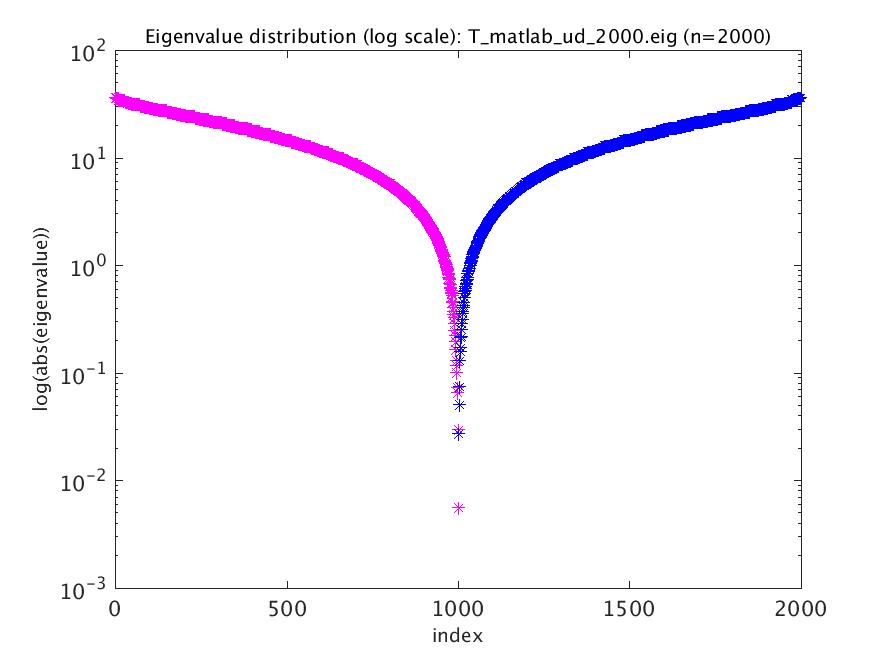 Eigenvalue distribution (log scale): T_matlab_ud_2000.eig (n=2000)
10^2
10^1
10^0
10^-1
10^-2
10^-3
log(abs(eigenvalue))
0 500 1000 1500 2000
index